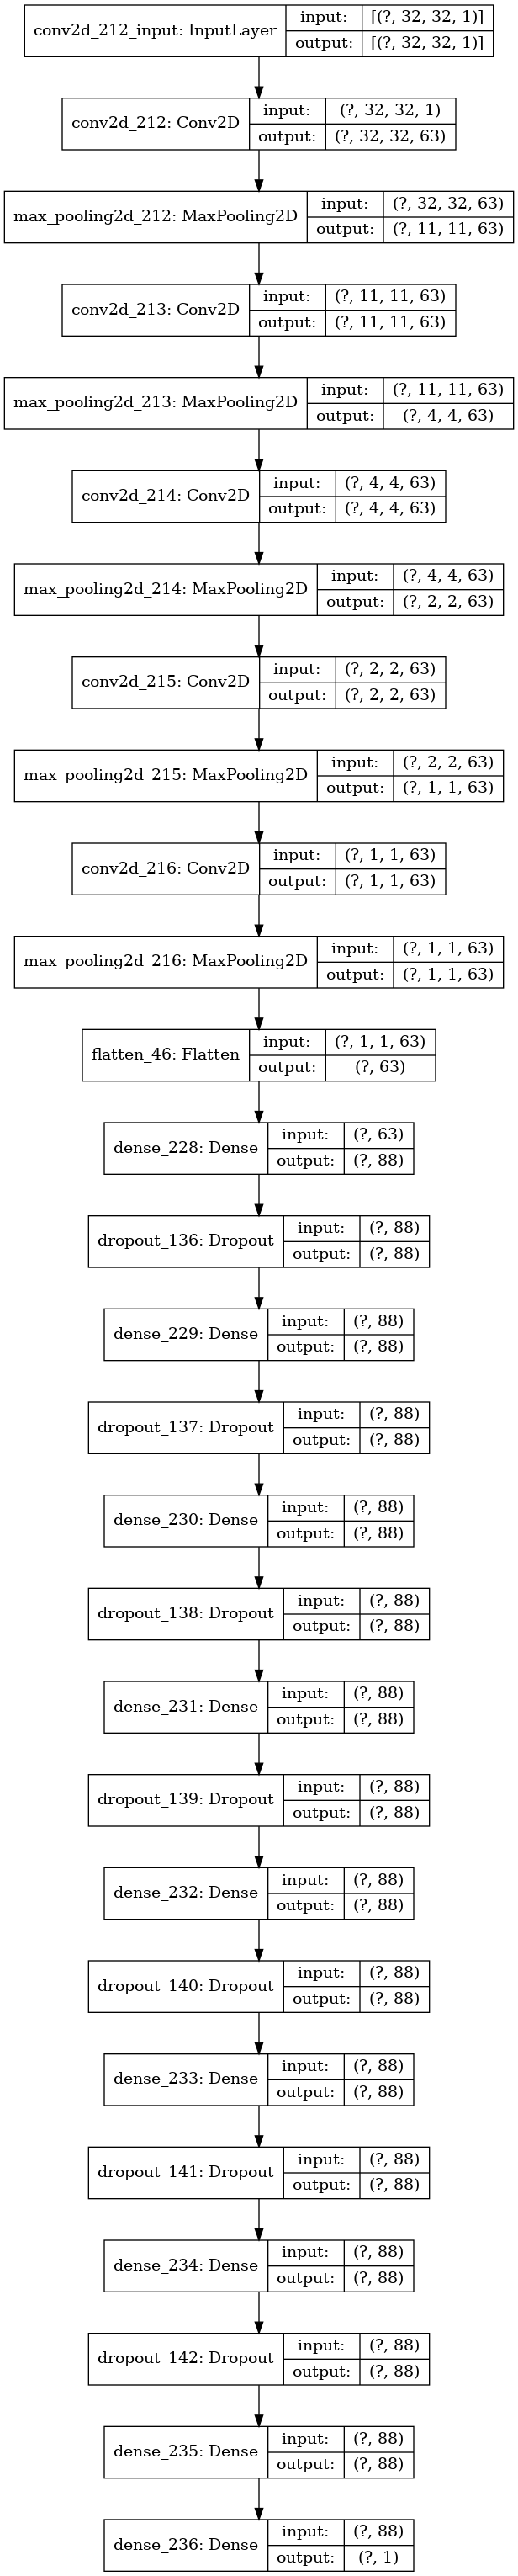 conv2d_212_input: InputLayer input: [(?, 32, 32, 1)]
output: [(?, 32, 32, 1)]
conv2d_212: Conv2D input: (?, 32, 32, 1)
output: (?, 32, 32, 63)
max_pooling2d_212: MaxPooling2D input: (?, 32, 32, 63)
output: (?, 11, 11, 63)
conv2d_213: Conv2D input: (?, 11, 11, 63)
output: (?, 11, 11, 63)
max_pooling2d_213: MaxPooling2D input: (?, 11, 11, 63)
output: (?, 4, 4, 63)
conv2d_214: Conv2D input: (?, 4, 4, 63)
output: (?, 4, 4, 63)
max_pooling2d_214: MaxPooling2D input: (?, 4, 4, 63)
output: (?, 2, 2, 63)
conv2d_215: Conv2D input: (?, 2, 2, 63)
output: (?, 2, 2, 63)
max_pooling2d_215: MaxPooling2D input: (?, 2, 2, 63)
output: (?, 1, 1, 63)
conv2d_216: Conv2D input: (?, 1, 1, 63)
output: (?, 1, 1, 63)
max_pooling2d_216: MaxPooling2D input: (?, 1, 1, 63)
output: (?, 1, 1, 63)
flatten_46: Flatten input: (?, 1, 1, 63)
output: (?, 63)
dense_228: Dense input: (?, 63)
output: (?, 88)
dropout_136: Dropout input: (?, 88)
output: (?, 88)
dense_229: Dense input: (?, 88)
output: (?, 88)
dropout_137: Dropout input: (?, 88)
output: (?, 88)
dense_230: Dense input: (?, 88)
output: (?, 88)
dropout_138: Dropout input: (?, 88)
output: (?, 88)
dense_231: Dense input: (?, 88)
output: (?, 88)
dropout_139: Dropout input: (?, 88)
output: (?, 88)
dense_232: Dense input: (?, 88)
output: (?, 88)
dropout_140: Dropout input: (?, 88)
output: (?, 88)
dense_233: Dense input: (?, 88)
output: (?, 88)
dropout_141: Dropout input: (?, 88)
output: (?, 88)
dense_234: Dense input: (?, 88)
output: (?, 88)
dropout_142: Dropout input: (?, 88)
output: (?, 88)
dense_235: Dense input: (?, 88)
output: (?, 88)
dense_236: Dense input: (?, 88)
output: (?, 1)